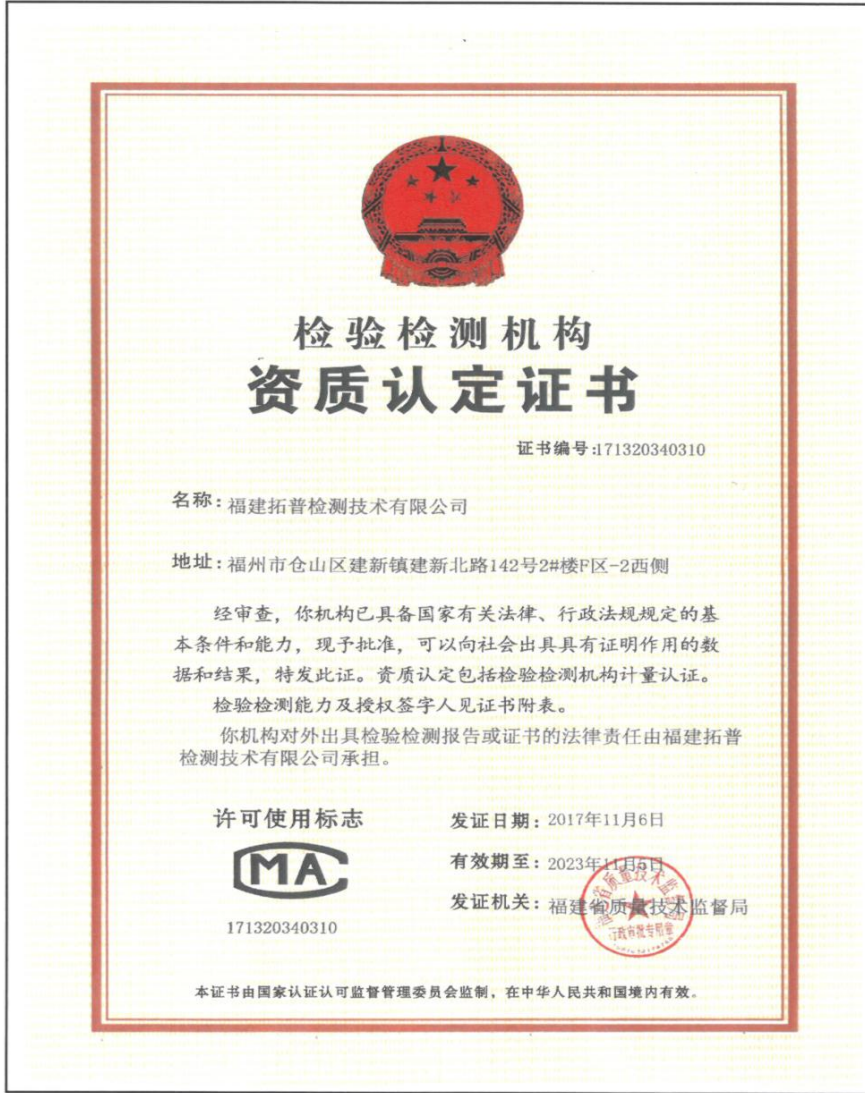 检验检测机构
资质认定证书
证书编号:171320340310
名称：福建拓普检测技术有限公司
地址：福州市仓山区建新镇建新北路142号2#楼F区-2西侧
经审查，你机构已具备国家有关法律、行政法规规定的基
本条件和能力，现予批准，可以向社会出具具有证明作用的数
据和结果，特发此证。资质认定包括检验检测机构计量认证。
检验检测能力及授权签字人见证书附表。
你机构对外出具检验检测报告或证书的法律责任由福建拓普
检测技术有限公司承担。
许可使用标志
MA
171320340310
发证日期：2017年11月6日
有效期至：2023年11月5日
发证机关：福建省质量技术监督局
行政审批专用章
本证书由国家认证认可监督管理委员会监制，在中华人民共和国境内有效。